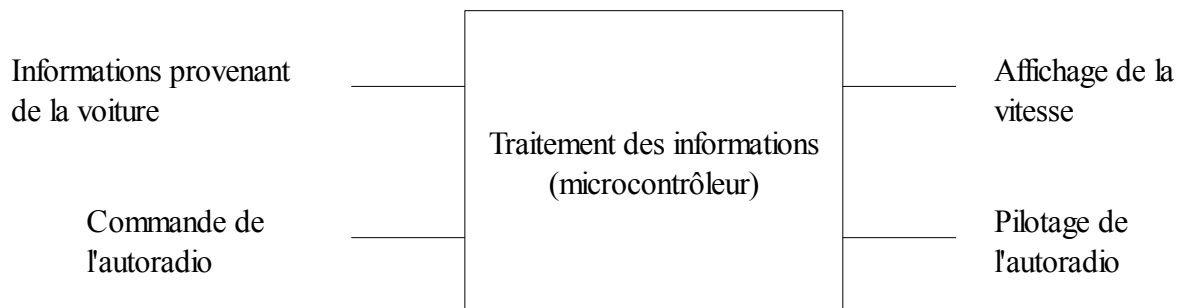 Informations provenant
de la voiture
Commande de
l'autoradio
Traitement des informations
(microcontrôleur)
Affichage de la
vitesse
Pilotage de
l'autoradio